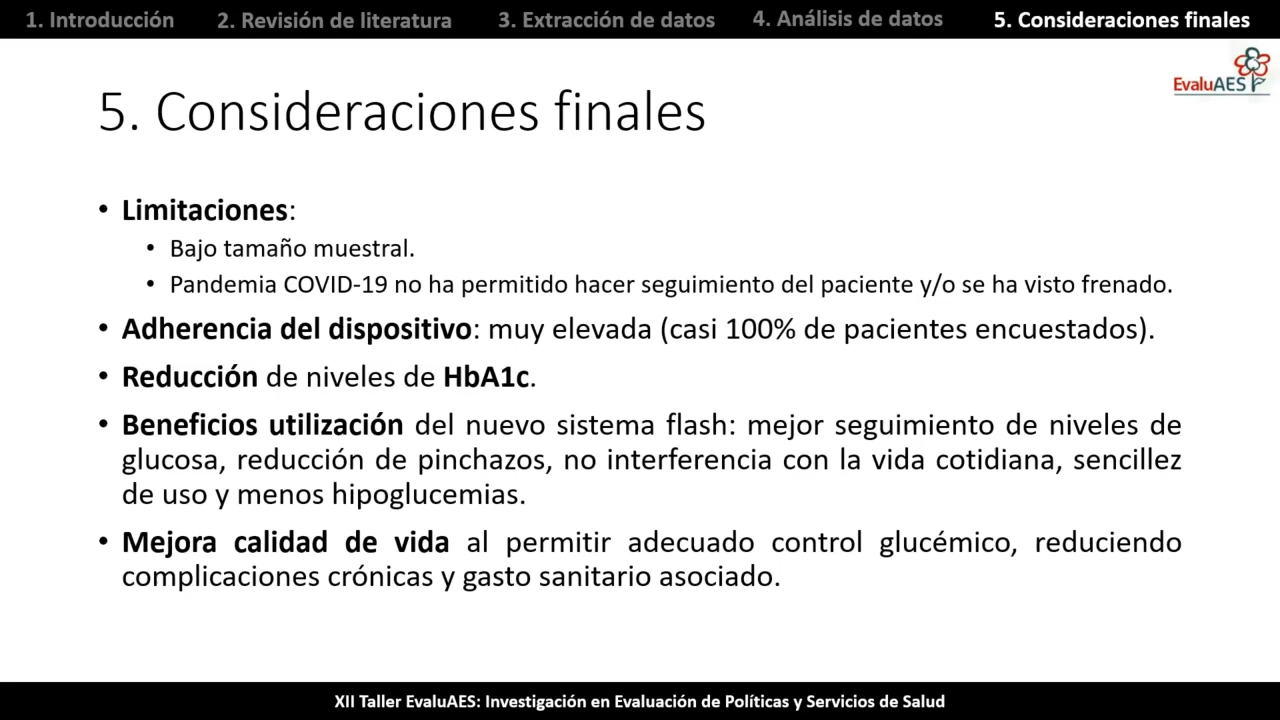 1. Introducción 2. Revisión de literatura 3. Extracción de datos 4. Análisis de datos 5. Consideraciones finales
EvaluAES
5. Consideraciones finales
• Limitaciones:
• Bajo tamaño muestral.
• Pandemia COVID-19 no ha permitido hacer seguimiento del paciente y/o se ha visto frenado.
• Adherencia del dispositivo: muy elevada (casi 100% de pacientes encuestados).
• Reducción de niveles de HbA1c.
• Beneficios utilización del nuevo sistema flash: mejor seguimiento de niveles de
glucosa, reducción de pinchazos, no interferencia con la vida cotidiana, sencillez
de uso y menos hipoglucemias.
• Mejora calidad de vida al permitir adecuado control glucémico, reduciendo
complicaciones crónicas y gasto sanitario asociado.
XII Taller EvaluAES: Investigación en Evaluación de Políticas y Servicios de Salud